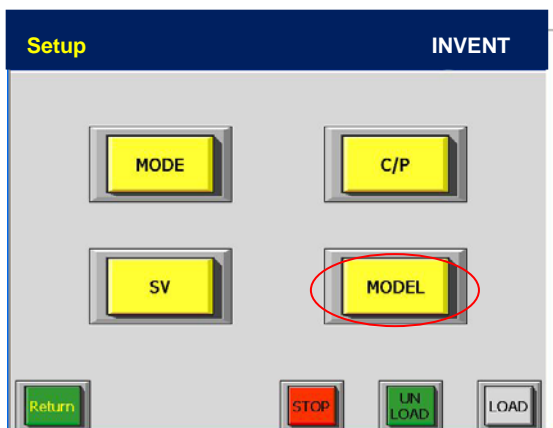 Setup INVENT
MODE C/P
SV MODEL
Return STOP UN LOAD LOAD